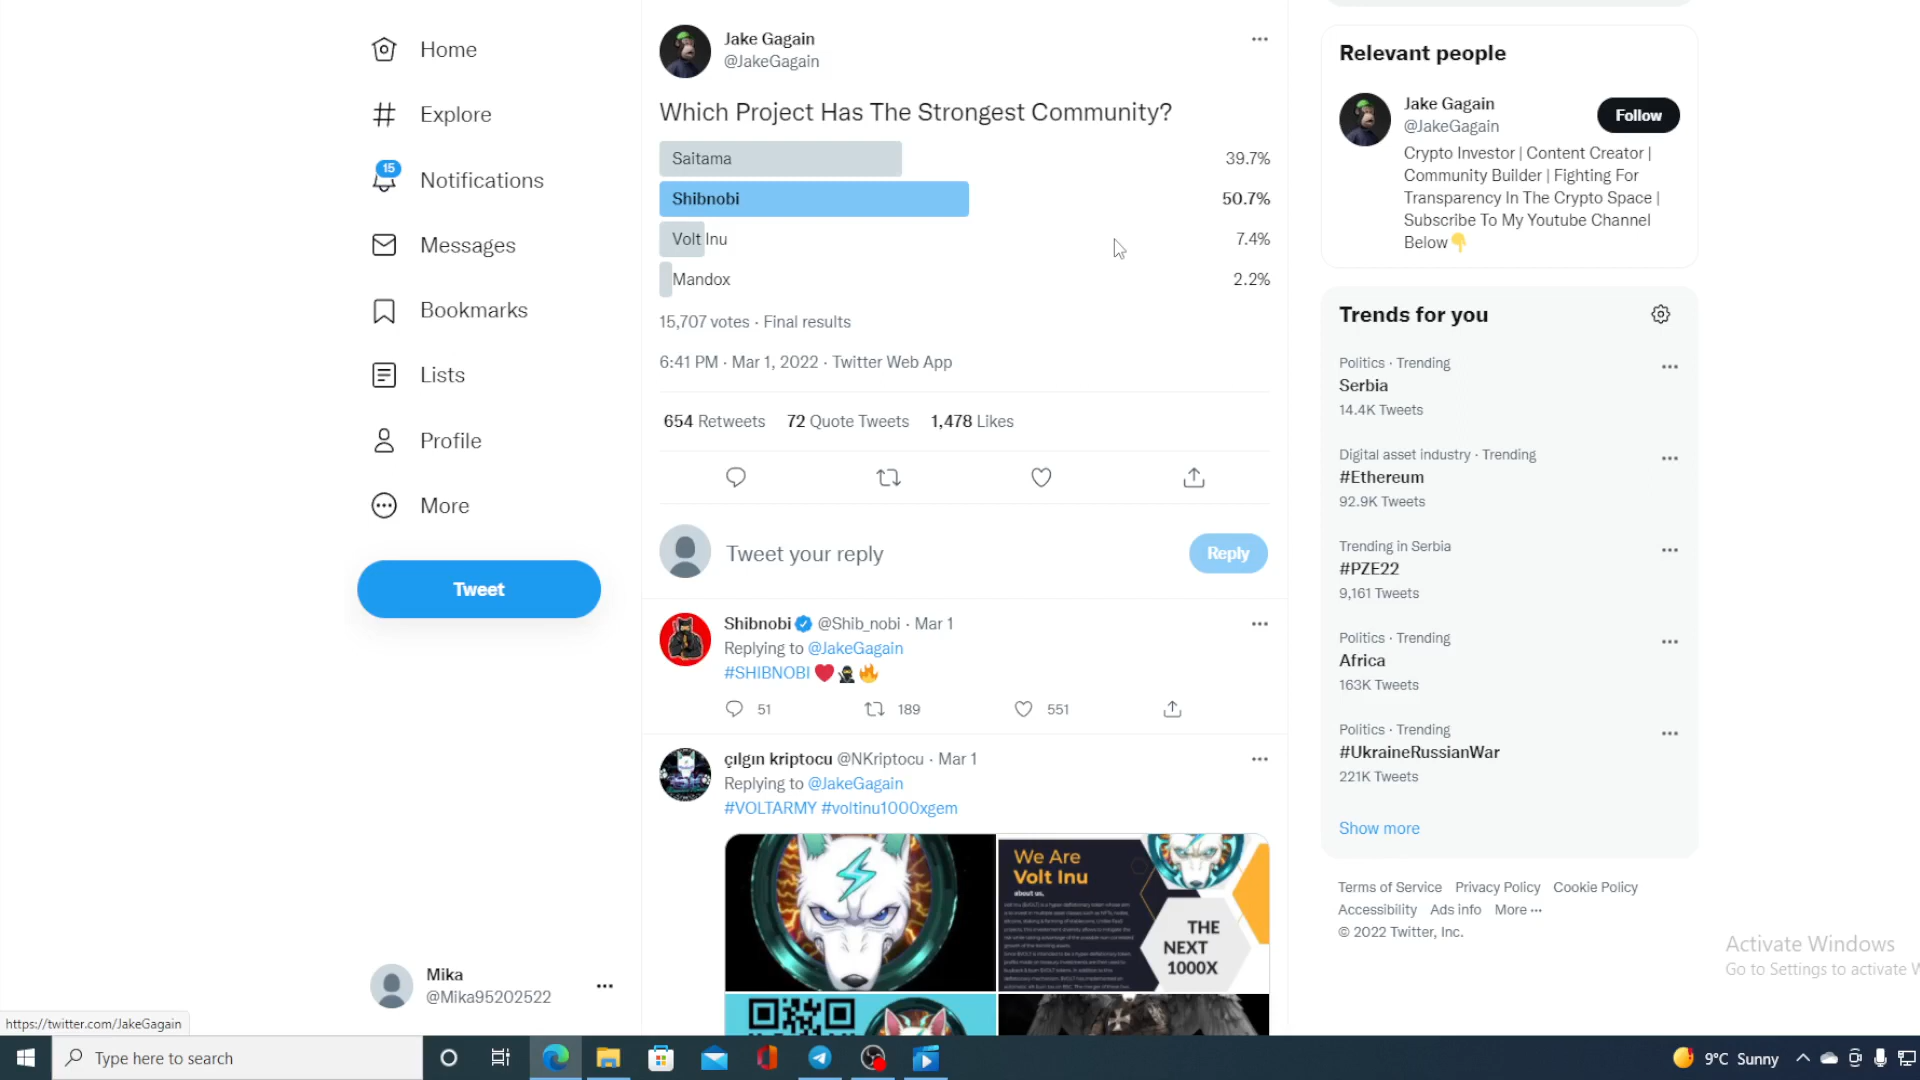 Home
Explore
15
Notifications
Messages
Bookmarks
Lists
Profile
More
Tweet
Mika
@Mika95202522
https://twitter.com/JakeGagain
Jake Gagain
@JakeGagain
Which Project Has The Strongest Community?
Saitama 39.7%
Shibnobi 50.7%
Volt Inu 7.4%
Mandox 2.2%
15,707 votes · Final results
6:41 PM · Mar 1, 2022 · Twitter Web App
654 Retweets 72 Quote Tweets 1,478 Likes
Tweet your reply
Reply
Shibnobi @Shib_nobi · Mar 1
Replying to @JakeGagain
#SHIBNOBI
51 189 551
çılgın kriptocu @NKriptocu · Mar 1
Replying to @JakeGagain
#VOLTARMY #voltinu1000xgem
We Are
Volt Inu
about us.
THE
NEXT
1000X
Relevant people
Jake Gagain
@JakeGagain
Follow
Crypto Investor | Content Creator |
Community Builder | Fighting For
Transparency In The Crypto Space |
Subscribe To My Youtube Channel
Below
Trends for you
Politics · Trending
Serbia
14.4K Tweets
Digital asset industry · Trending
#Ethereum
92.9K Tweets
Trending in Serbia
#PZE22
9,161 Tweets
Politics · Trending
Africa
163K Tweets
Politics · Trending
#UkraineRussianWar
221K Tweets
Show more
Terms of Service Privacy Policy Cookie Policy
Accessibility Ads info More ···
© 2022 Twitter, Inc.
Activate Windows
Go to Settings to activate W
Type here to search
9°C Sunny